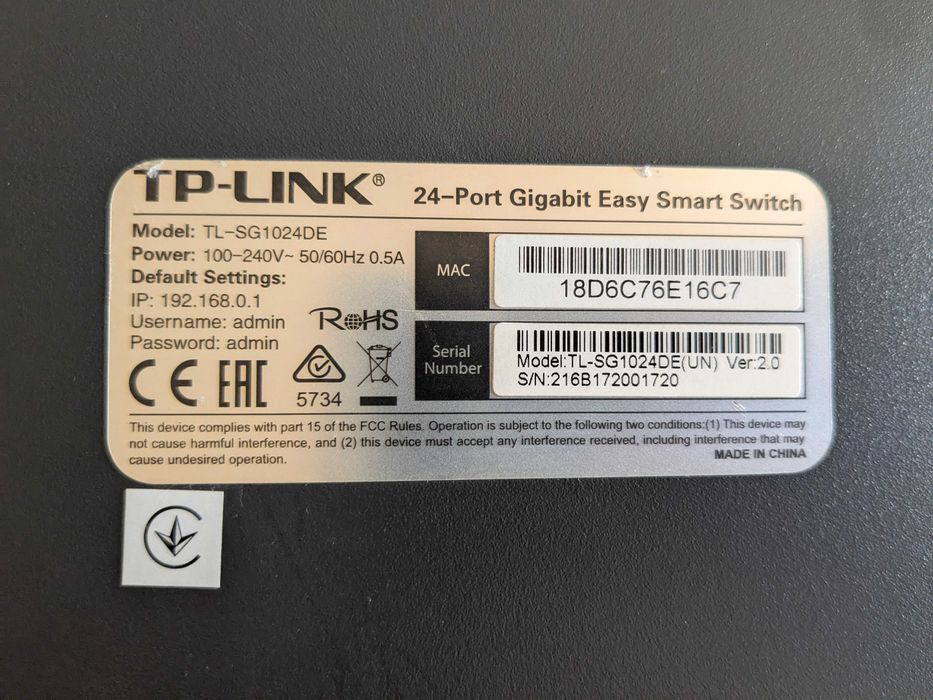 TP-LINK®
24-Port Gigabit Easy Smart Switch
Model: TL-SG1024DE
Power: 100-240V~ 50/60Hz 0.5A
Default Settings:
IP: 192.168.0.1
Username: admin
Password: admin
RoHS
CE EAC
5734
MAC
18D6C76E16C7
Serial
Number
Model:TL-SG1024DE(UN) Ver:2.0
S/N:216B172001720
This device complies with part 15 of the FCC Rules. Operation is subject to the following two conditions:(1) This device may
not cause harmful interference, and (2) this device must accept any interference received, including interference that may
cause undesired operation.
MADE IN CHINA